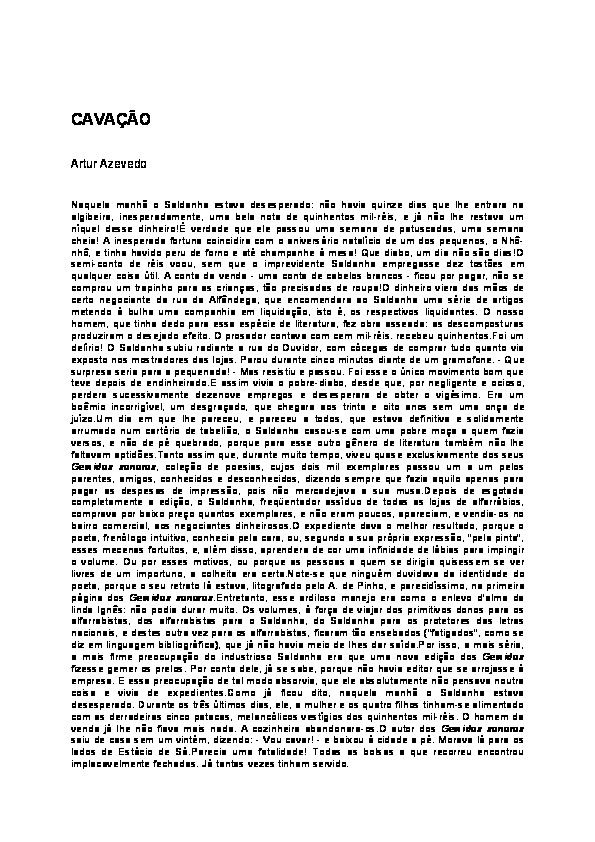 CAVAÇÃO
Artur Azevedo
Naquela manhã o Saldanha estava desesperado: não havia quinze dias que lhe entrara na
algibeira, inesperadamente, uma bela nota de quinhentos mil-réis, e já não lhe restava um
níquel desse dinheiro!É verdade que ele passou uma semana de patuscadas, uma semana
cheia! A inesperada fortuna coincidira com o aniversário natalício de um dos pequenos, o Nhô-
nhô, e tinha havido peru de forno e até champanhe à mesa! Que diabo, um dia não são dias!O
semi-conto de réis voou, sem que o imprevidente Saldanha empregasse dez tostões em
qualquer coisa útil. A conta da venda - uma conta de cabelos brancos - ficou por pagar, não se
comprou um trapinho para as crianças, tão precisadas de roupa!O dinheiro viera das mãos de
certo negociante da rua da Alfândega, que encomendara ao Saldanha uma série de artigos
metendo à bulha uma companhia em liquidação, isto é, os respectivos liquidantes. O nosso
homem, que tinha dedo para essa espécie de literatura, fez obra asseada: as descomposturas
produziram o desejado efeito. O prosador contava com cem mil-réis, recebeu quinhentos.Foi um
delírio! O Saldanha subiu radiante a rua do Ouvidor, com cócegas de comprar tudo quanto via
exposto nos mostradores das lojas. Parou durante cinco minutos diante de um gramofone. - Que
surpresa seria para a pequenada! - Mas resistiu e passou. Foi esse o único movimento bom que
teve depois de endinheirado.E assim vivia o pobre-diabo, desde que, por negligente e ocioso,
perdera sucessivamente dezenove empregos e desesperara de obter o vigésimo. Era um
boêmio incorrigível, um desgraçado, que chegara aos trinta e oito anos sem uma onça de
juízo.Um dia em que lhe pareceu, e pareceu a todos, que estava definitiva e solidamente
arrumado num cartório de tabelião, o Saldanha casou-se com uma pobre moça a quem fazia
versos, e não de pé quebrado, porque para esse outro gênero de literatura também não lhe
faltavam aptidões.Tanto assim que, durante muito tempo, viveu quase exclusivamente dos seus
Gemidos sonoros, coleção de poesias, cujos dois mil exemplares passou um a um pelos
parentes, amigos, conhecidos e desconhecidos, dizendo sempre que fazia aquilo apenas para
pagar as despesas de impressão, pois não mercadejava a sua musa.Depois de esgotada
completamente a edição, o Saldanha, freqüentador assíduo de todas as lojas de alfarrábios,
comprava por baixo preço quantos exemplares, e não eram poucos, apareciam, e vendia-os no
bairro comercial, aos negociantes dinheirosos.O expediente dava o melhor resultado, porque o
poeta, frenólogo intuitivo, conhecia pela cara, ou, segundo a sua própria expressão, "pela pinta",
esses mecenas fortuitos, e, além disso, aprendera de cor uma infinidade de lábias para impingir
o volume. Ou por esses motivos, ou porque as pessoas a quem se dirigia quisessem se ver
livres de um importuno, a colheita era certa.Note-se que ninguém duvidava da identidade do
poeta, porque o seu retrato lá estava, litografado pelo A. de Pinho, e parecidíssimo, na primeira
página dos Gemidos sonoros.Entretanto, esse ardiloso manejo era como o enlevo d'alma da
linda Ignês: não podia durar muito. Os volumes, à força de viajar dos primitivos donos para os
alfarrabistas, dos alfarrabistas para o Saldanha, do Saldanha para os protetores das letras
nacionais, e destes outra vez para os alfarrabistas, ficaram tão ensebados ("fatigados", como se
diz em linguagem bibliográfica), que já não havia meio de lhes dar saída.Por isso, a mais séria,
a mais firme preocupação do industrioso Saldanha era que uma nova edição dos Gemidos
fizesse gemer os prelos. Por conta dele, já se sabe, porque não havia editor que se arrojasse à
empresa. E essa preocupação de tal modo absorvia, que ele absolutamente não pensava noutra
coisa e vivia de expedientes.Como já ficou dito, naquela manhã o Saldanha estava
desesperado. Durante os três últimos dias, ele, a mulher e os quatro filhos tinham-se alimentado
com as derradeiras cinco patacas, melancólicos vestígios dos quinhentos mil-réis. O homem da
venda já lhe não fiava mais nada. A cozinheira abandonara-os.O autor dos Gemidos sonoros
saiu de casa sem um vintém, dizendo: - Vou cavar! - e baixou à cidade a pé. Morava lá para os
lados de Estácio de Sá.Parecia uma fatalidade! Todas as bolsas a que recorreu encontrou
implacavelmente fechadas. Já tantas vezes tinham servido.